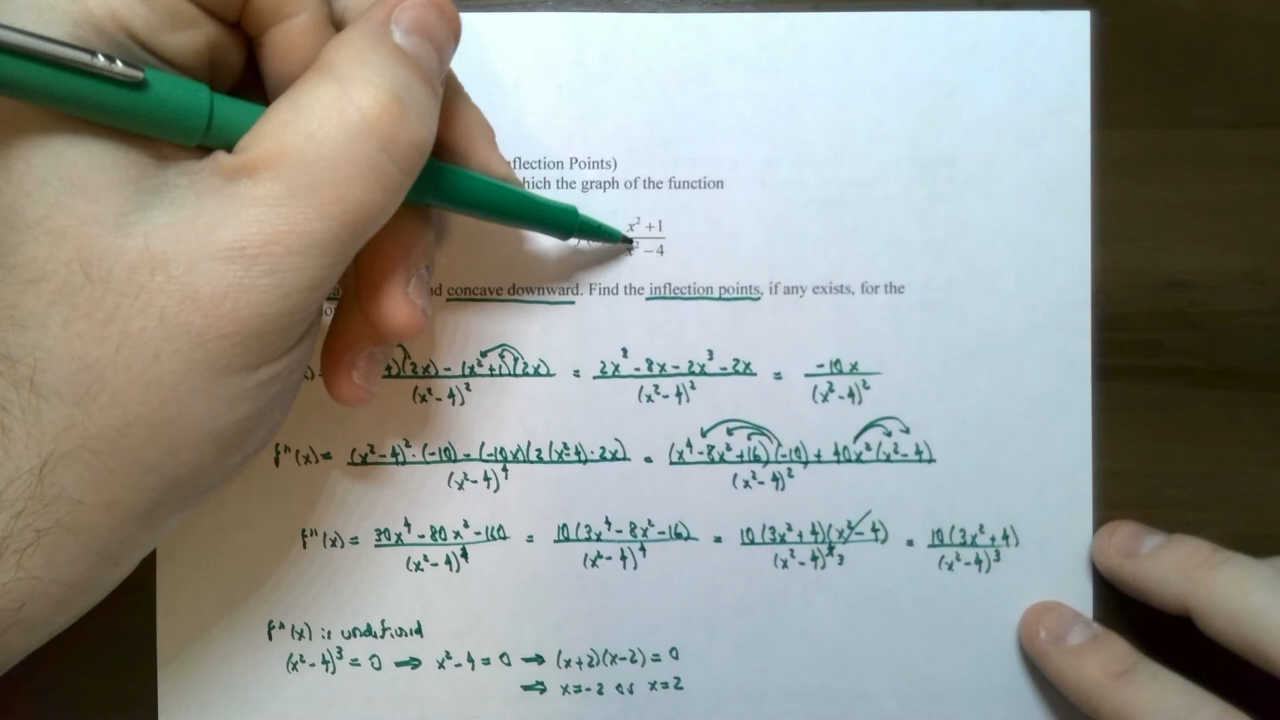 flection Points)
hich the graph of the function
x² + 1
x² − 4
d concave downward. Find the inflection points, if any exists, for the
4)(2x) - (x²+1)(2x) / (x²-4)² = 2x³-8x-2x³-2x / (x²-4)² = -10x / (x²-4)²
f"(x) = (x²-4)²·(-10) - (-10x)(2(x²-4)·2x) / (x²-4)⁴ = (x⁴-8x²+16)(-10) + 40x²(x²-4) / (x²-4)²
f"(x) = 30x⁴-80x²-160 / (x²-4)⁴ = 10(3x⁴-8x²-16) / (x²-4)⁴ = 10(3x²+4)(x²-4) / (x²-4)⁴ 3 = 10(3x²+4) / (x²-4)³
f"(x) is undefined
(x²-4)³ = 0 ⇒ x²-4 = 0 ⇒ (x+2)(x-2) = 0
⇒ x=-2 or x=2